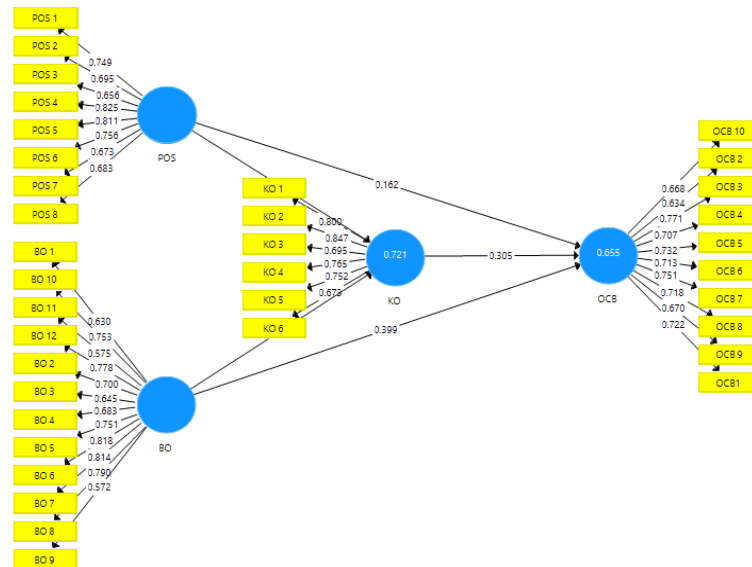 POS 1
POS 2
POS 3
POS 4
POS 5
POS 6
POS 7
POS 8
0.749
0.695
0.656
0.825
0.811
0.756
0.673
0.683
POS
BO 1
BO 10
BO 11
BO 12
BO 2
BO 3
BO 4
BO 5
BO 6
BO 7
BO 8
BO 9
0.630
0.753
0.575
0.778
0.700
0.645
0.683
0.751
0.818
0.814
0.790
0.572
BO
KO 1
KO 2
KO 3
KO 4
KO 5
KO 6
0.800
0.847
0.695
0.765
0.752
0.673
0.721
KO
0.162
0.305
0.399
0.655
OCB
0.668
0.634
0.771
0.707
0.732
0.713
0.751
0.718
0.670
0.722
OCB 10
OCB 2
OCB 3
OCB 4
OCB 5
OCB 6
OCB 7
OCB 8
OCB 9
OCB1